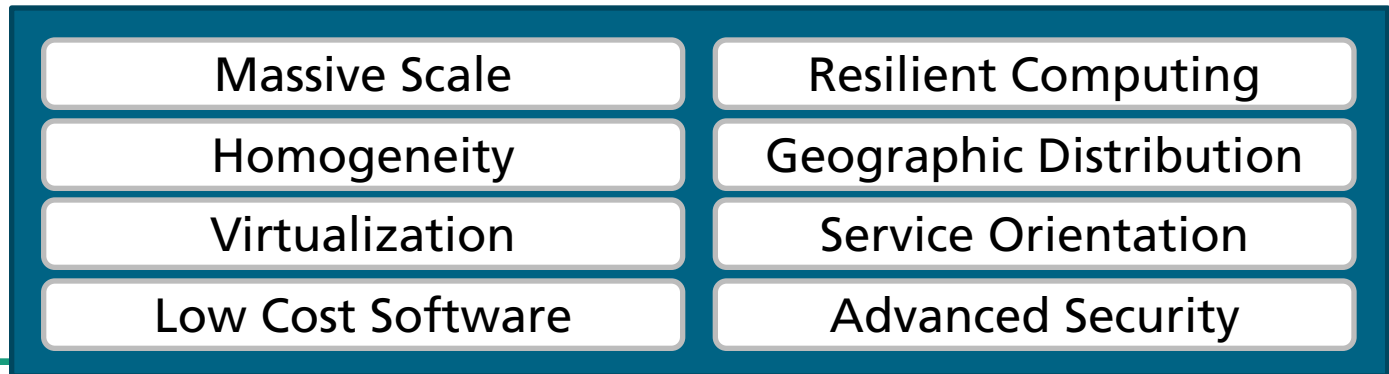 Massive Scale
Resilient Computing
Homogeneity
Geographic Distribution
Virtualization
Service Orientation
Low Cost Software
Advanced Security